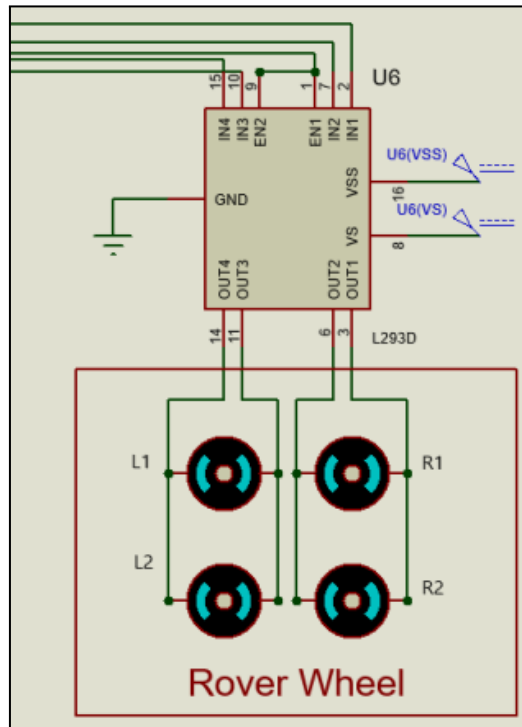 U6
15
10
9
1
7
2
IN4
IN3
EN2
EN1
IN2
IN1
U6(VSS)
VSS
16
GND
U6(VS)
VS
8
OUT4
OUT3
OUT2
OUT1
14
11
6
3
L293D
L1
R1
L2
R2
Rover Wheel